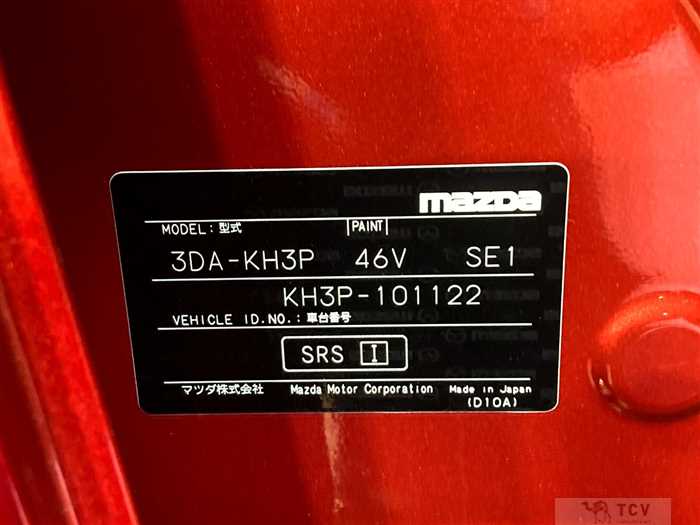 mazda
MODEL: 型式 PAINT
3DA-KH3P 46V SE1
KH3P-101122
VEHICLE ID.NO.: 車台番号
SRS I
マツダ株式会社 Mazda Motor Corporation Made in Japan
(D10A)
TCV